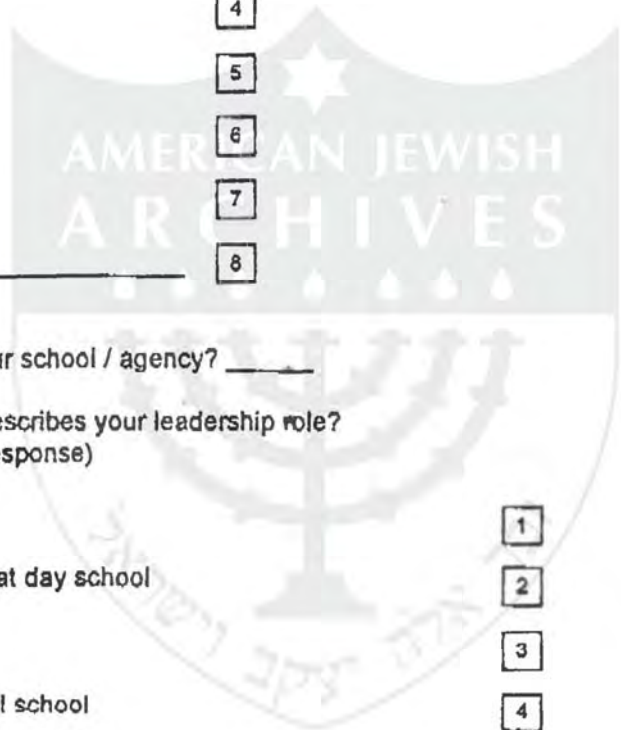 4
5
6
AMERICAN JEWISH
7
ARCHIVES
8
r school / agency?
escribes your leadership role?
sponse)
1
at day school
2
3
l school
4